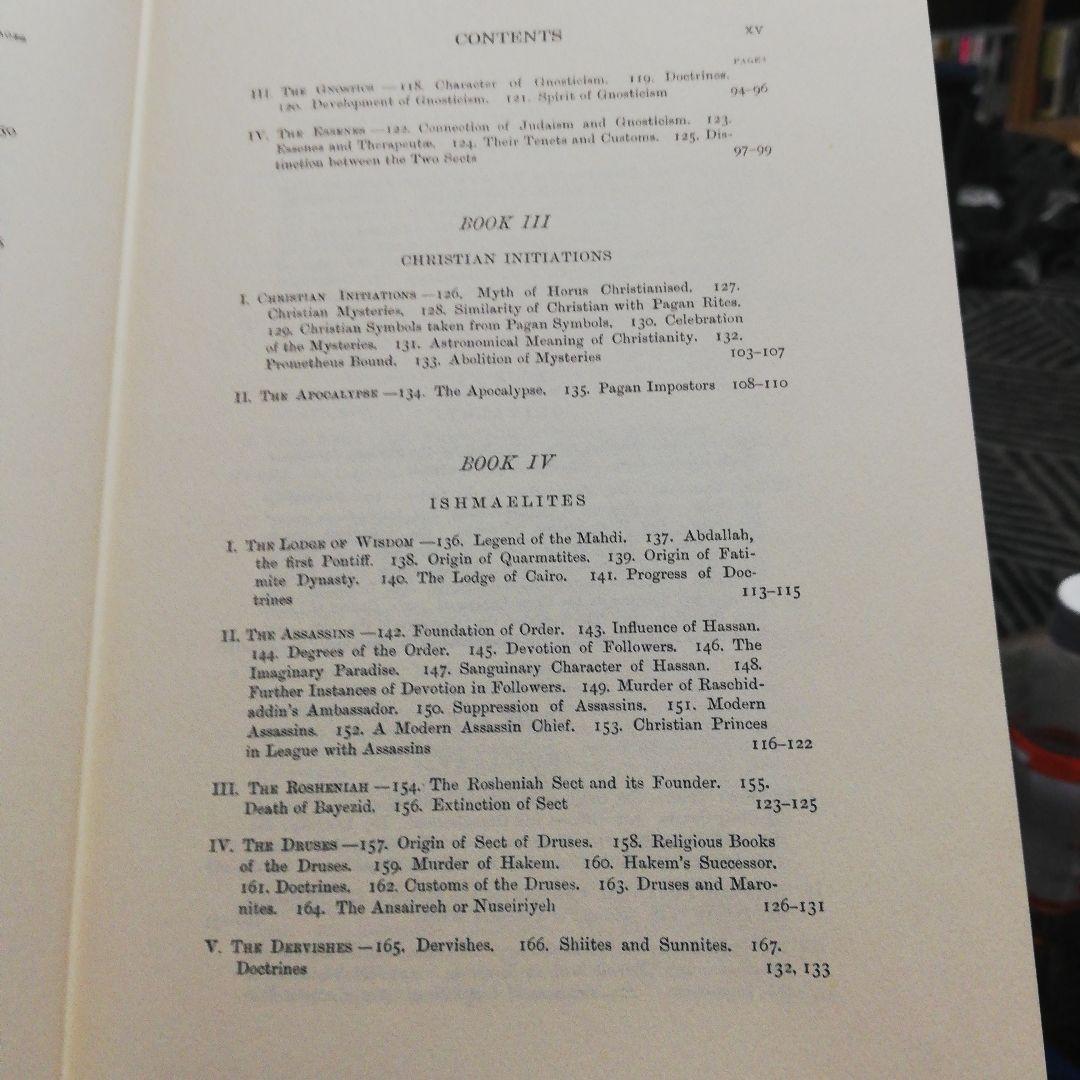 CONTENTS
xv
PAGES
III. THE GNOSTICS —118. Character of Gnosticism. 119. Doctrines.
120. Development of Gnosticism. 121. Spirit of Gnosticism 94–96
IV. THE ESSENES —122. Connection of Judaism and Gnosticism. 123.
Essenes and Therapeutæ. 124. Their Tenets and Customs. 125. Dis-
tinction between the Two Sects 97–99
BOOK III
CHRISTIAN INITIATIONS
I. CHRISTIAN INITIATIONS —126. Myth of Horus Christianised. 127.
Christian Mysteries. 128. Similarity of Christian with Pagan Rites.
129. Christian Symbols taken from Pagan Symbols. 130. Celebration
of the Mysteries. 131. Astronomical Meaning of Christianity. 132.
Prometheus Bound. 133. Abolition of Mysteries 103–107
II. THE APOCALYPSE —134. The Apocalypse. 135. Pagan Impostors 108–110
BOOK IV
ISHMAELITES
I. THE LODGE OF WISDOM —136. Legend of the Mahdi. 137. Abdallah,
the first Pontiff. 138. Origin of Quarmatites. 139. Origin of Fati-
mite Dynasty. 140. The Lodge of Cairo. 141. Progress of Doc-
trines 113–115
II. THE ASSASSINS —142. Foundation of Order. 143. Influence of Hassan.
144. Degrees of the Order. 145. Devotion of Followers. 146. The
Imaginary Paradise. 147. Sanguinary Character of Hassan. 148.
Further Instances of Devotion in Followers. 149. Murder of Raschid-
addin's Ambassador. 150. Suppression of Assassins. 151. Modern
Assassins. 152. A Modern Assassin Chief. 153. Christian Princes
in League with Assassins 116–122
III. THE ROSHENIAH —154. The Rosheniah Sect and its Founder. 155.
Death of Bayezid. 156. Extinction of Sect 123–125
IV. THE DRUSES —157. Origin of Sect of Druses. 158. Religious Books
of the Druses. 159. Murder of Hakem. 160. Hakem's Successor.
161. Doctrines. 162. Customs of the Druses. 163. Druses and Maro-
nites. 164. The Ansaireeh or Nuseiriyeh 126–131
V. THE DERVISHES —165. Dervishes. 166. Shiites and Sunnites. 167.
Doctrines 132, 133